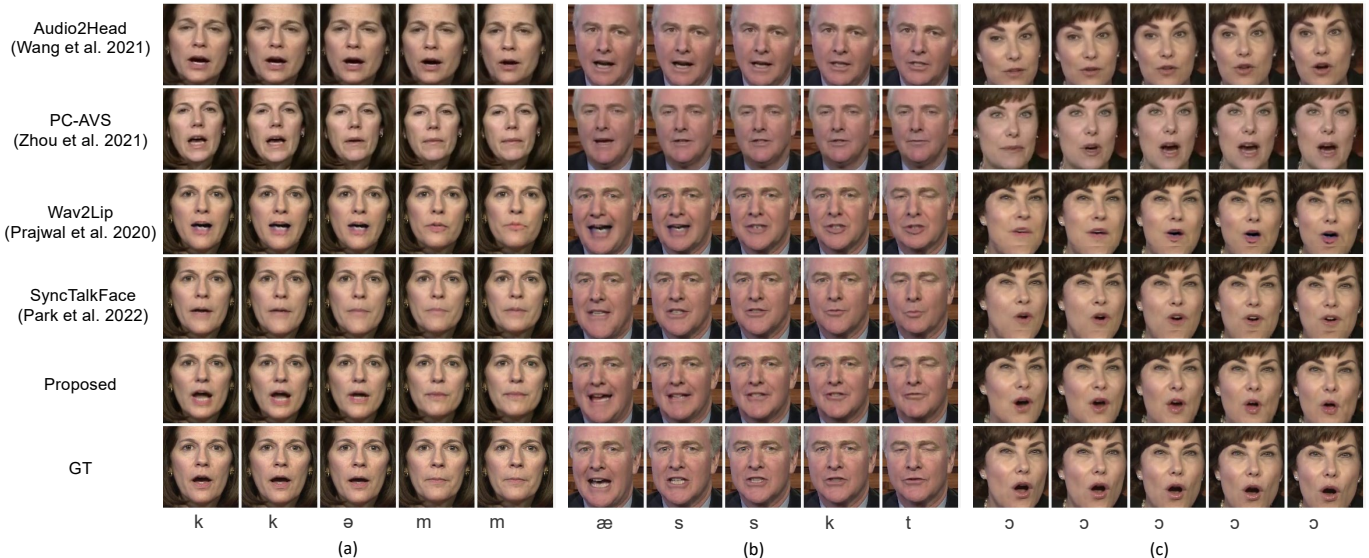 Audio2Head
(Wang et al. 2021)
PC-AVS
(Zhou et al. 2021)
Wav2Lip
(Prajwal et al. 2020)
SyncTalkFace
(Park et al. 2022)
Proposed
GT
k k ə m m
æ s s k t
ɔ ɔ ɔ ɔ ɔ
(a)
(b)
(c)